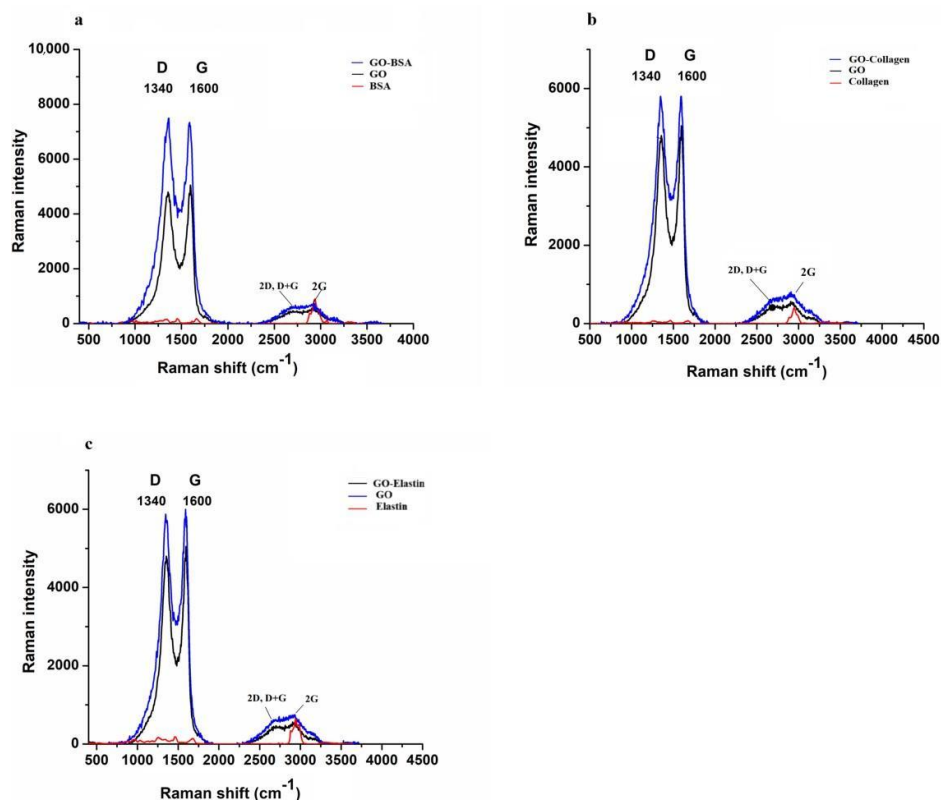 a
10,000
8000
6000
4000
2000
0
D
1340
G
1600
GO-BSA
GO
BSA
2D, D+G
2G
500 1000 1500 2000 2500 3000 3500 4000
Raman shift (cm-1)
Raman intensity
b
6000
4000
2000
0
D
1340
G
1600
GO-Collagen
GO
Collagen
2D, D+G
2G
500 1000 1500 2000 2500 3000 3500 4000 4500
Raman shift (cm-1)
Raman intensity
c
6000
4000
2000
0
D
1340
G
1600
GO-Elastin
GO
Elastin
2D, D+G
2G
500 1000 1500 2000 2500 3000 3500 4000 4500
Raman shift (cm-1)
Raman intensity